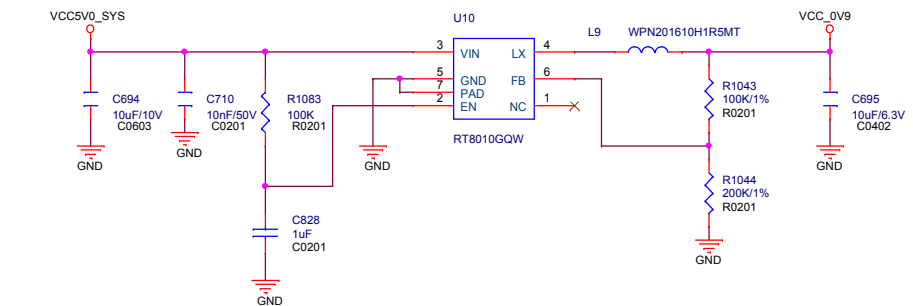 VCC5V0_SYS
U10
L9 WPN201610H1R5MT
VCC_0V9
3 VIN LX 4
5 GND FB 6
7 PAD
2 EN NC 1
RT8010GQW
C694
10uF/10V
C0603
C710
10nF/50V
C0201
R1083
100K
R0201
R1043
100K/1%
R0201
C695
10uF/6.3V
C0402
GND
GND
GND
GND
R1044
200K/1%
R0201
C828
1uF
C0201
GND
GND